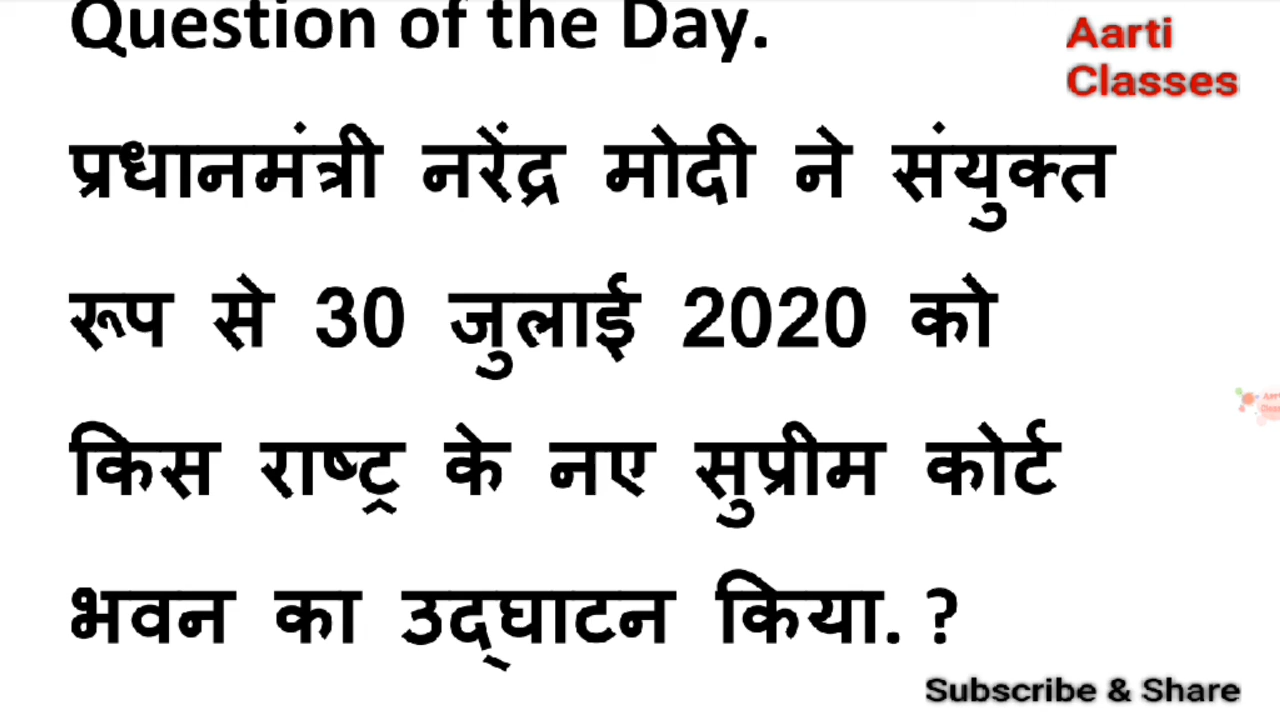 Question of the Day.
Aarti
Classes
प्रधानमंत्री नरेंद्र मोदी ने संयुक्त
रूप से 30 जुलाई 2020 को
किस राष्ट्र के नए सुप्रीम कोर्ट
भवन का उद्घाटन किया. ?
Subscribe & Share